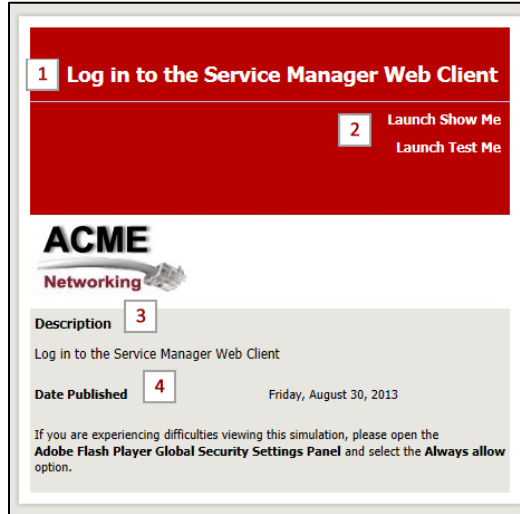 1 Log in to the Service Manager Web Client
2 Launch Show Me
Launch Test Me
ACME
Networking
Description 3
Log in to the Service Manager Web Client
Date Published 4 Friday, August 30, 2013
If you are experiencing difficulties viewing this simulation, please open the
Adobe Flash Player Global Security Settings Panel and select the Always allow
option.